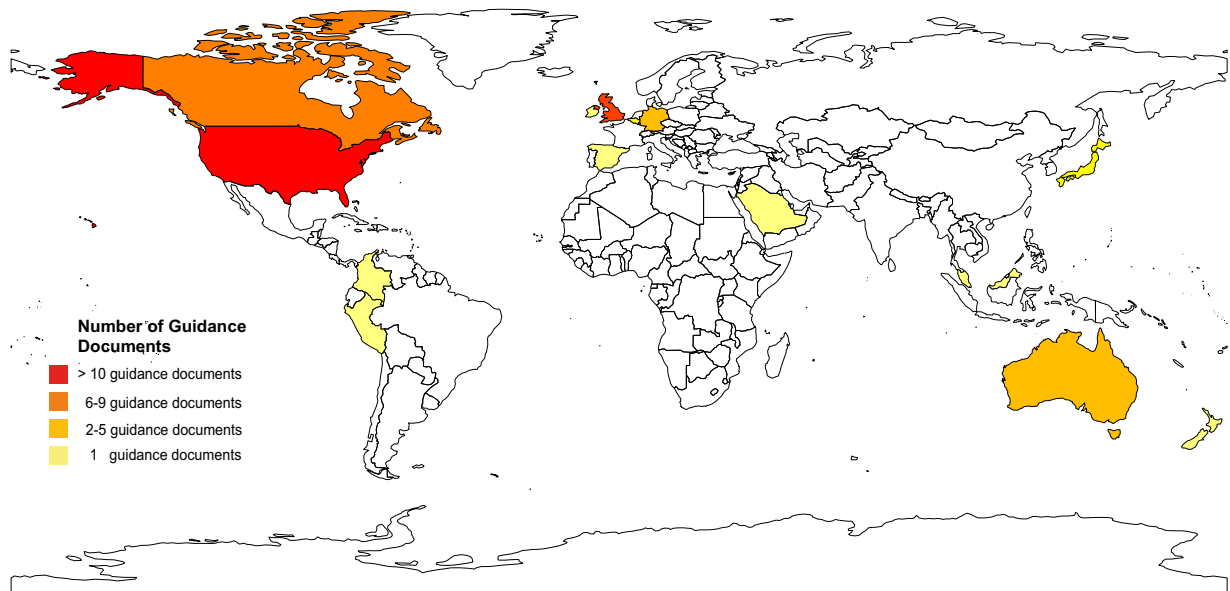 Number of Guidance
Documents
> 10 guidance documents
6-9 guidance documents
2-5 guidance documents
1 guidance documents